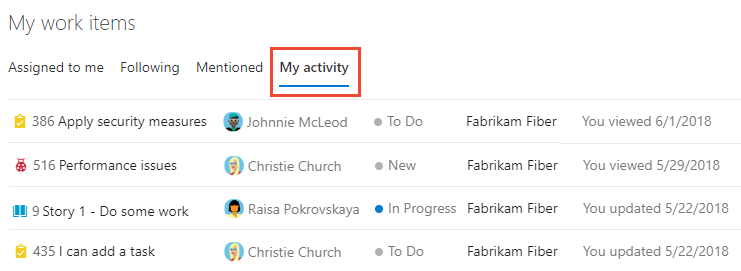 My work items
Assigned to me Following Mentioned My activity
386 Apply security measures Johnnie McLeod To Do Fabrikam Fiber You viewed 6/1/2018
516 Performance issues Christie Church New Fabrikam Fiber You viewed 5/29/2018
9 Story 1 - Do some work Raisa Pokrovskaya In Progress Fabrikam Fiber You updated 5/22/2018
435 I can add a task Christie Church To Do Fabrikam Fiber You updated 5/22/2018